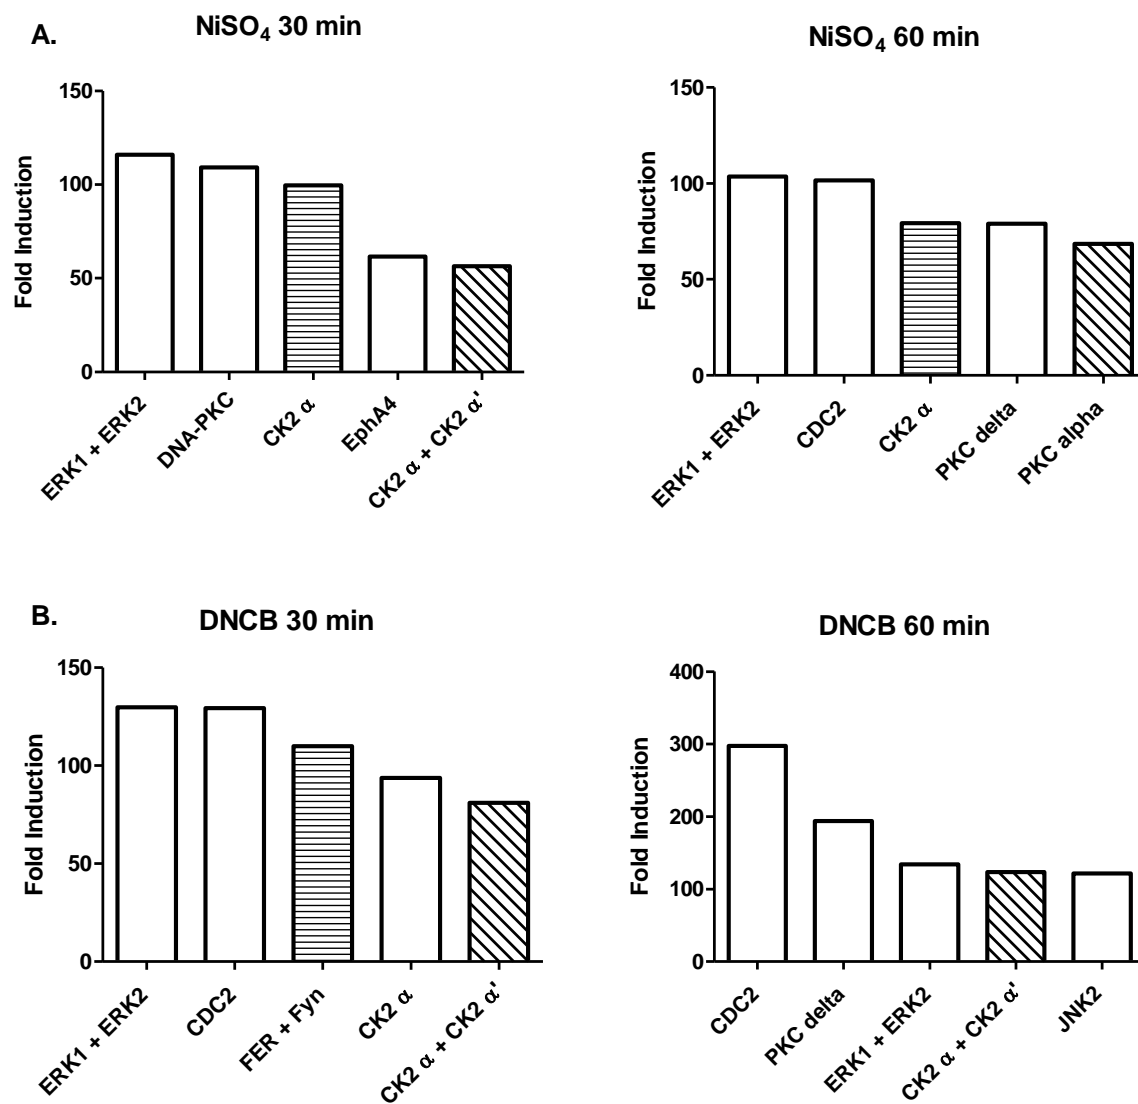 A.
NiSO₄ 30 min
Fold Induction
150
100
50
0
ERK1 + ERK2
DNA-PKC
CK2 α
EphA4
CK2 α + CK2 α'
NiSO₄ 60 min
Fold Induction
150
100
50
0
ERK1 + ERK2
CDC2
CK2 α
PKC delta
PKC alpha
B.
DNCB 30 min
Fold Induction
150
100
50
0
ERK1 + ERK2
CDC2
FER + Fyn
CK2 α
CK2 α + CK2 α'
DNCB 60 min
Fold Induction
400
300
200
100
0
CDC2
PKC delta
ERK1 + ERK2
CK2 α + CK2 α'
JNK2